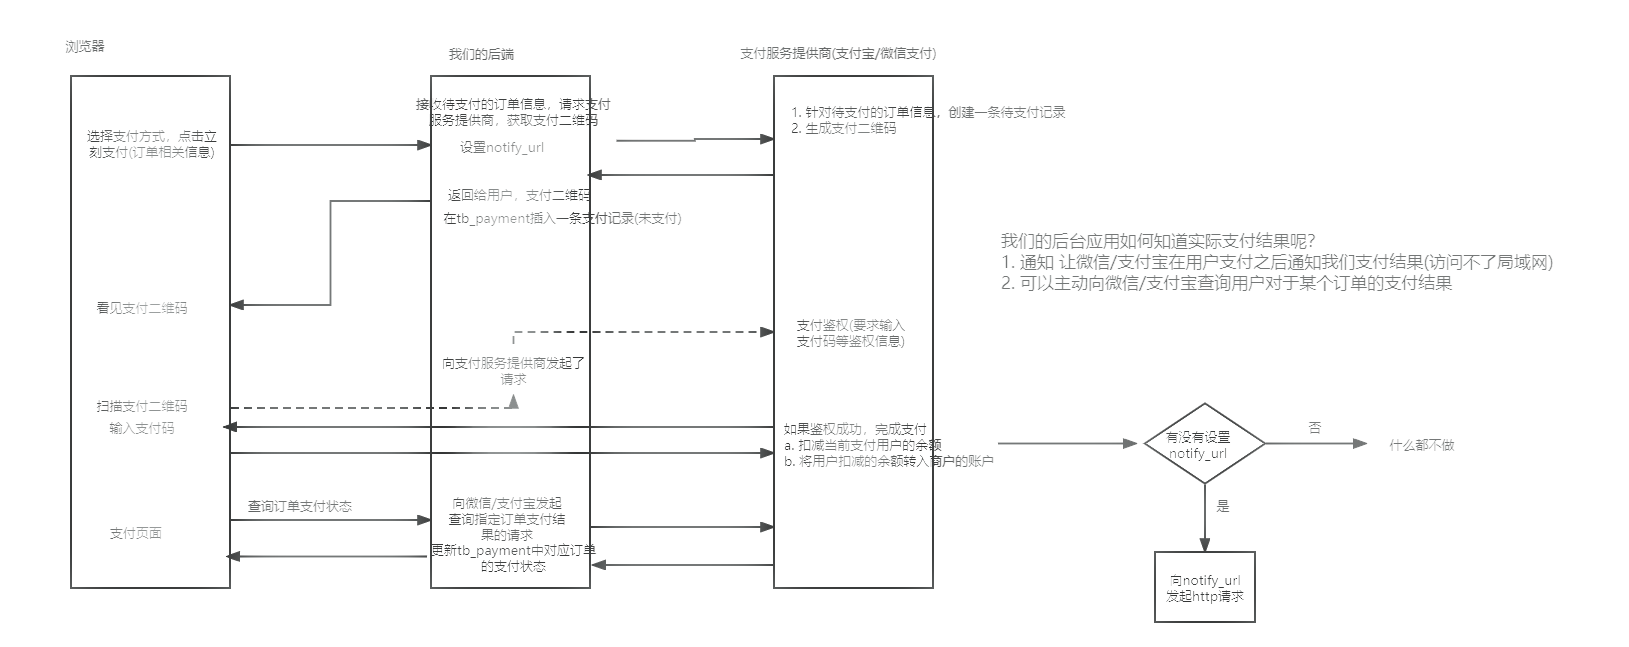 浏览器
我们的后端
支付服务提供商(支付宝/微信支付)
选择支付方式，点击立
刻支付(订单相关信息)
接收待支付的订单信息，请求支付
服务提供商，获取支付二维码
设置notify_url
1. 针对待支付的订单信息，创建一条待支付记录
2. 生成支付二维码
返回给用户，支付二维码
在tb_payment插入一条支付记录(未支付)
我们的后台应用如何知道实际支付结果呢?
1. 通知 让微信/支付宝在用户支付之后通知我们支付结果(访问不了局域网)
2. 可以主动向微信/支付宝查询用户对于某个订单的支付结果
看见支付二维码
支付鉴权(要求输入
支付码等鉴权信息)
向支付服务提供商发起了
请求
扫描支付二维码
输入支付码
如果鉴权成功，完成支付
a. 扣减当前支付用户的余额
b. 将用户扣减的余额转入商户的账户
有没有设置
notify_url
否
什么都不做
是
向notify_url
发起http请求
查询订单支付状态
支付页面
向微信/支付宝发起
查询指定订单支付结
果的请求
更新tb_payment中对应订单
的支付状态